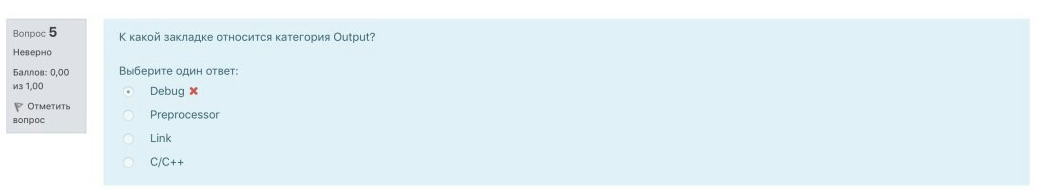 Вопрос 5
Неверно
Баллов: 0,00
из 1,00
Отметить
вопрос
К какой закладке относится категория Output?
Выберите один ответ:
Debug
Preprocessor
Link
C/C++